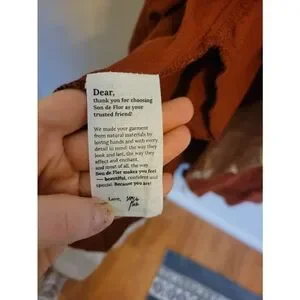 Dear,
thank you for choosing
Son de Flor as your
trusted friend!
We made your garment
from natural materials by
loving hands and with every
detail in mind: the way they
look and feel, the way they
affect and enchant,
and most of all, the way
Son de Flor makes you feel
— beautiful, confident and
special. Because you are!
Love,